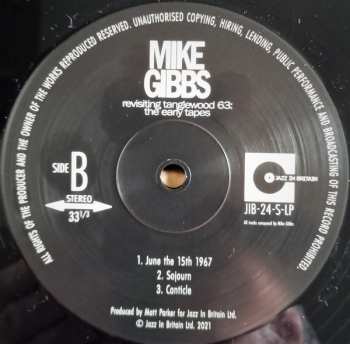 ALL RIGHTS OF THE PRODUCER AND THE OWNER OF THE WORKS REPRODUCED RESERVED. UNAUTHORISED COPYING, HIRING, LENDING, PUBLIC PERFORMANCE AND BROADCASTING OF THIS RECORD PROHIBITED.
MIKE
GIBBS
revisiting tanglewood 63:
the early tapes
SIDE B
STEREO
33 1/3
JAZZ IN BRITAIN
JIB-24-S-LP
All tracks composed by Mike Gibbs
1. June the 15th 1967
2. Sojourn
3. Canticle
Produced by Matt Parker for Jazz In Britain Ltd.
© Jazz In Britain Ltd. 2021